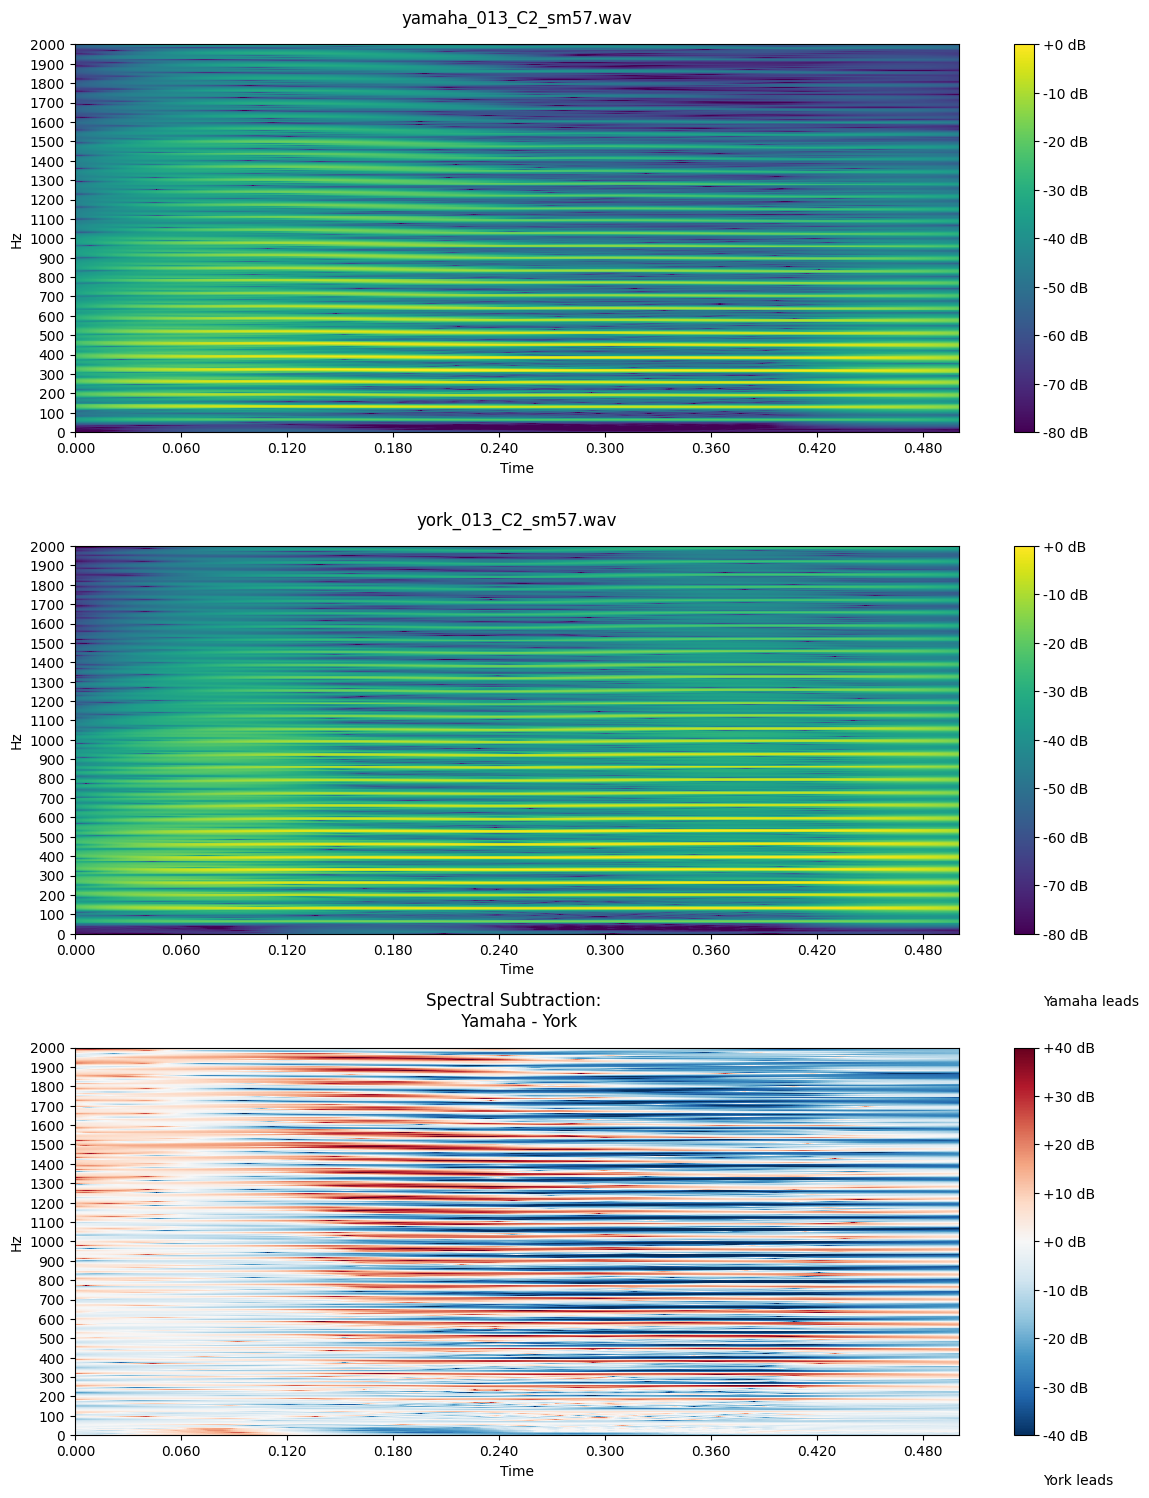 yamaha_013_C2_sm57.wav
2000
1900
1800
1700
1600
1500
1400
1300
1200
1100
1000
900
800
700
600
500
400
300
200
100
0
Hz
0.000 0.060 0.120 0.180 0.240 0.300 0.360 0.420 0.480
Time
+0 dB
-10 dB
-20 dB
-30 dB
-40 dB
-50 dB
-60 dB
-70 dB
-80 dB
york_013_C2_sm57.wav
2000
1900
1800
1700
1600
1500
1400
1300
1200
1100
1000
900
800
700
600
500
400
300
200
100
0
Hz
0.000 0.060 0.120 0.180 0.240 0.300 0.360 0.420 0.480
Time
+0 dB
-10 dB
-20 dB
-30 dB
-40 dB
-50 dB
-60 dB
-70 dB
-80 dB
Spectral Subtraction:
Yamaha - York
2000
1900
1800
1700
1600
1500
1400
1300
1200
1100
1000
900
800
700
600
500
400
300
200
100
0
Hz
0.000 0.060 0.120 0.180 0.240 0.300 0.360 0.420 0.480
Time
Yamaha leads
+40 dB
+30 dB
+20 dB
+10 dB
+0 dB
-10 dB
-20 dB
-30 dB
-40 dB
York leads